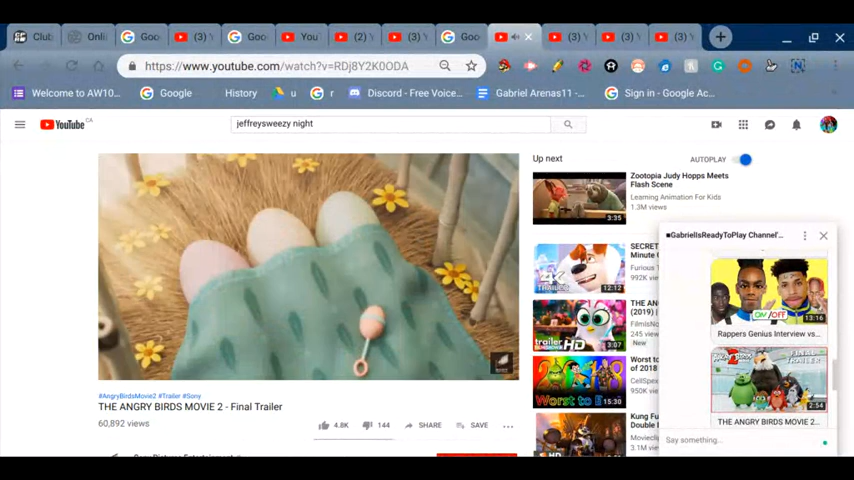 Club
Onli
Goo
(3) Y
Goo
You
(2) Y
(3) Y
Goo
(3) Y
(3) Y
(3) Y
https://www.youtube.com/watch?v=RDj8Y2K0ODA
Welcome to AW10...
Google
History
u
r
Discord - Free Voice...
Gabriel Arenas11 -...
Sign in - Google Ac...
YouTube CA
jeffreysweezy night
Up next
AUTOPLAY
Zootopia Judy Hopps Meets
Flash Scene
Learning Animation For Kids
1.3M views
3:35
SECRET
Minute C
Furious
4K
TRAILER
12:12
THE AN
(2019) |
FilmIsNo
245 view
New
trailer
HD
3:07
Worst to
of 2018
CellSpex
950K
Worst to
15:30
Kung Fu
Double
Moviecli
3.1M vie
■GabrielIsReadyToPlay Channel'...
ON/OFF
13:16
Rappers Genius Interview vs...
FINAL
TRAILER
2:54
THE ANGRY BIRDS MOVIE 2...
Say something...
#AngryBirdsMovie2 #Trailer #Sony
THE ANGRY BIRDS MOVIE 2 - Final Trailer
60,892 views
4.8K
144
SHARE
SAVE